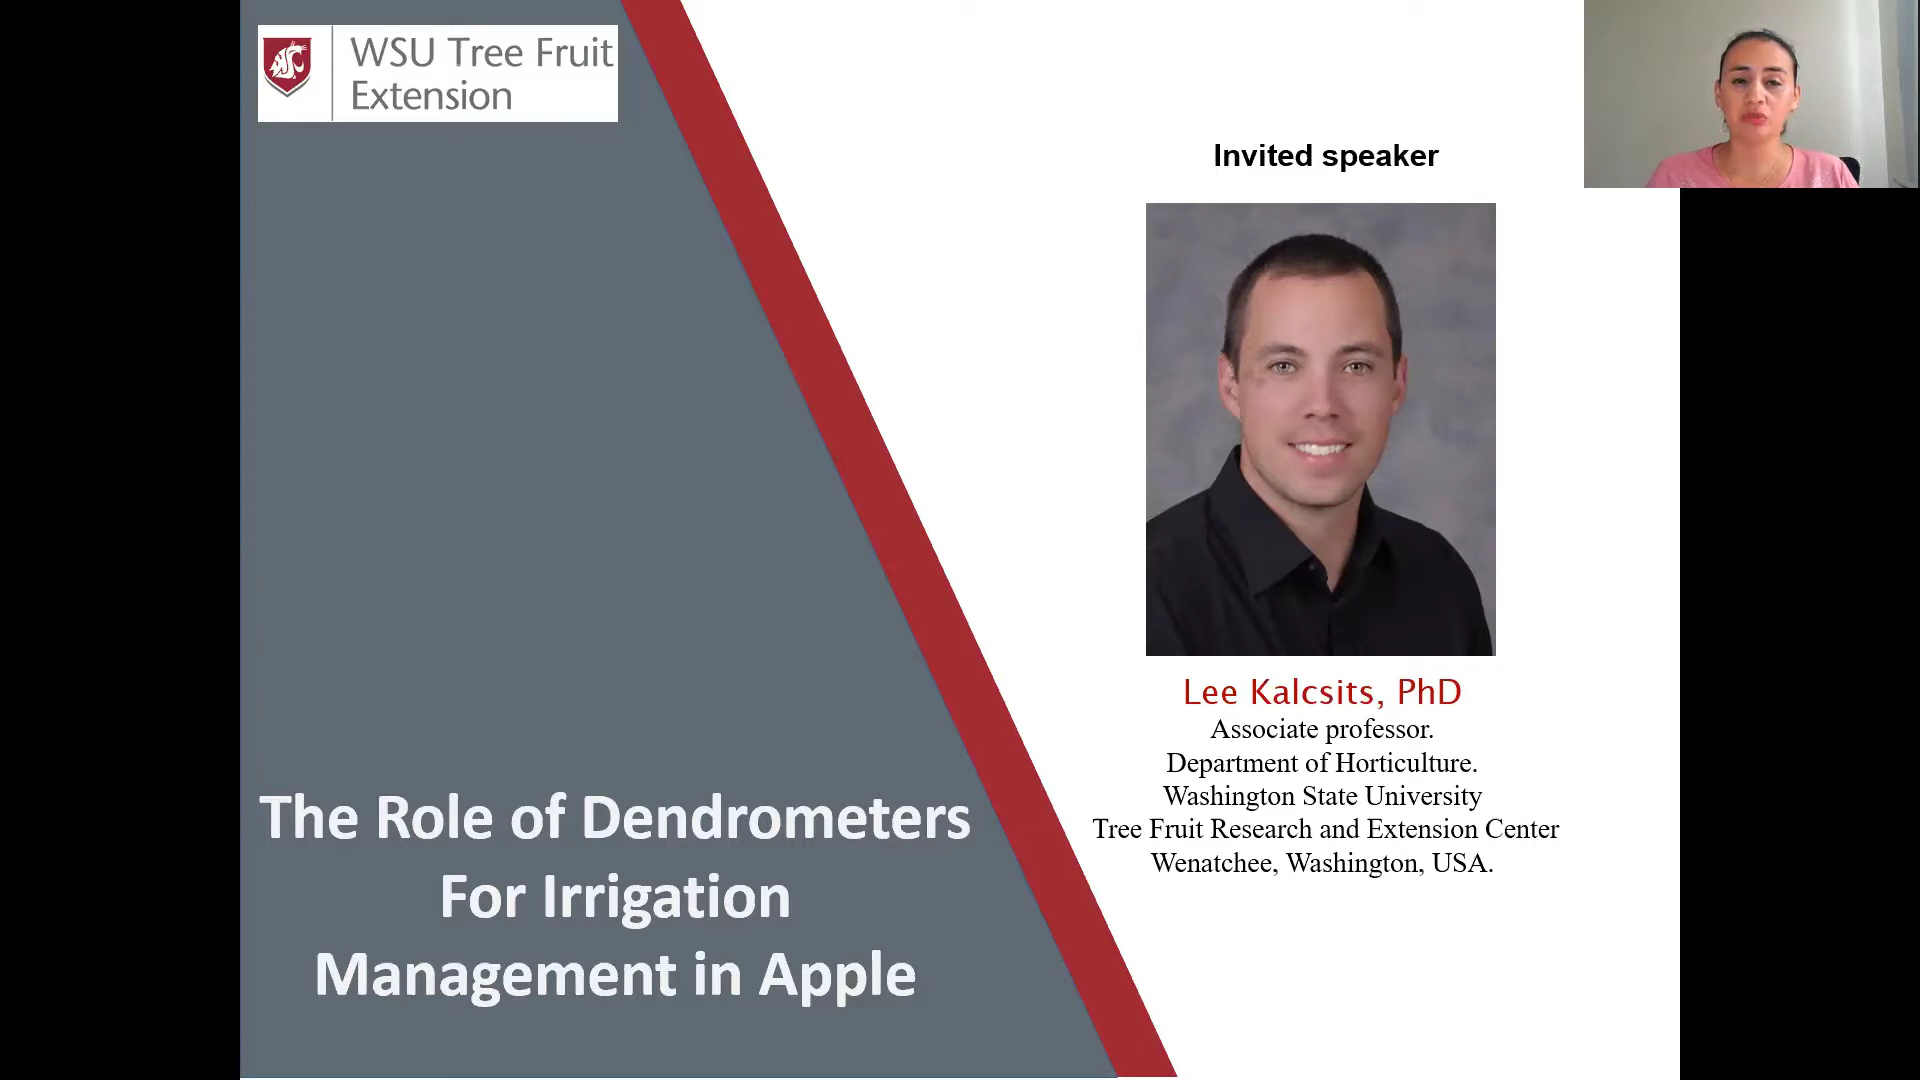 WSU Tree Fruit
Extension
The Role of Dendrometers
For Irrigation
Management in Apple
Invited speaker
Lee Kalcsits, PhD
Associate professor.
Department of Horticulture.
Washington State University
Tree Fruit Research and Extension Center
Wenatchee, Washington, USA.